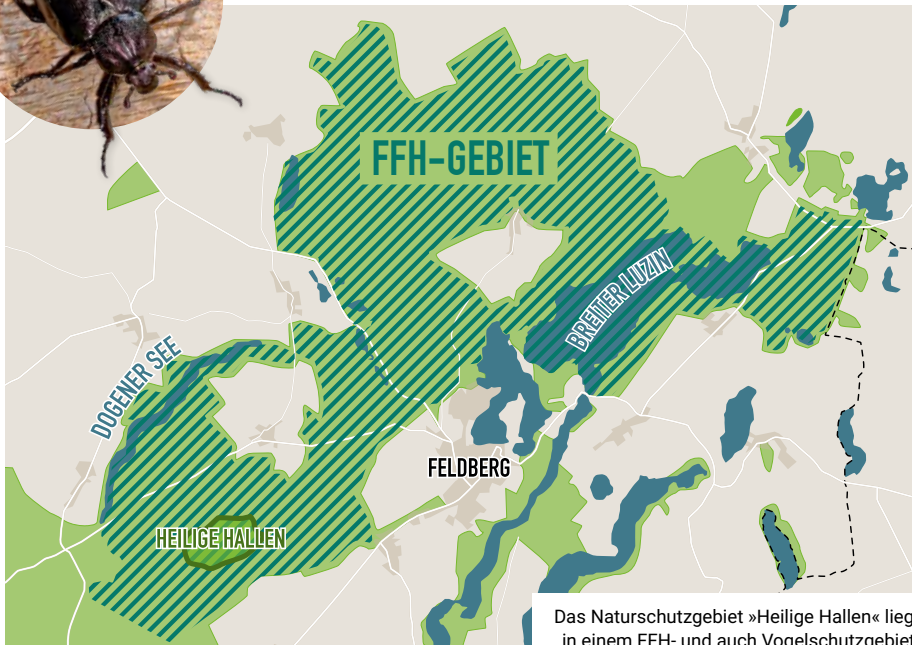 FFH-GEBIET
BREITER LUZIN
DOGENER SEE
FELDBERG
HEILIGE HALLEN
Das Naturschutzgebiet »Heilige Hallen« lieg
in einem FFH- und auch Vogelschutzgebiet